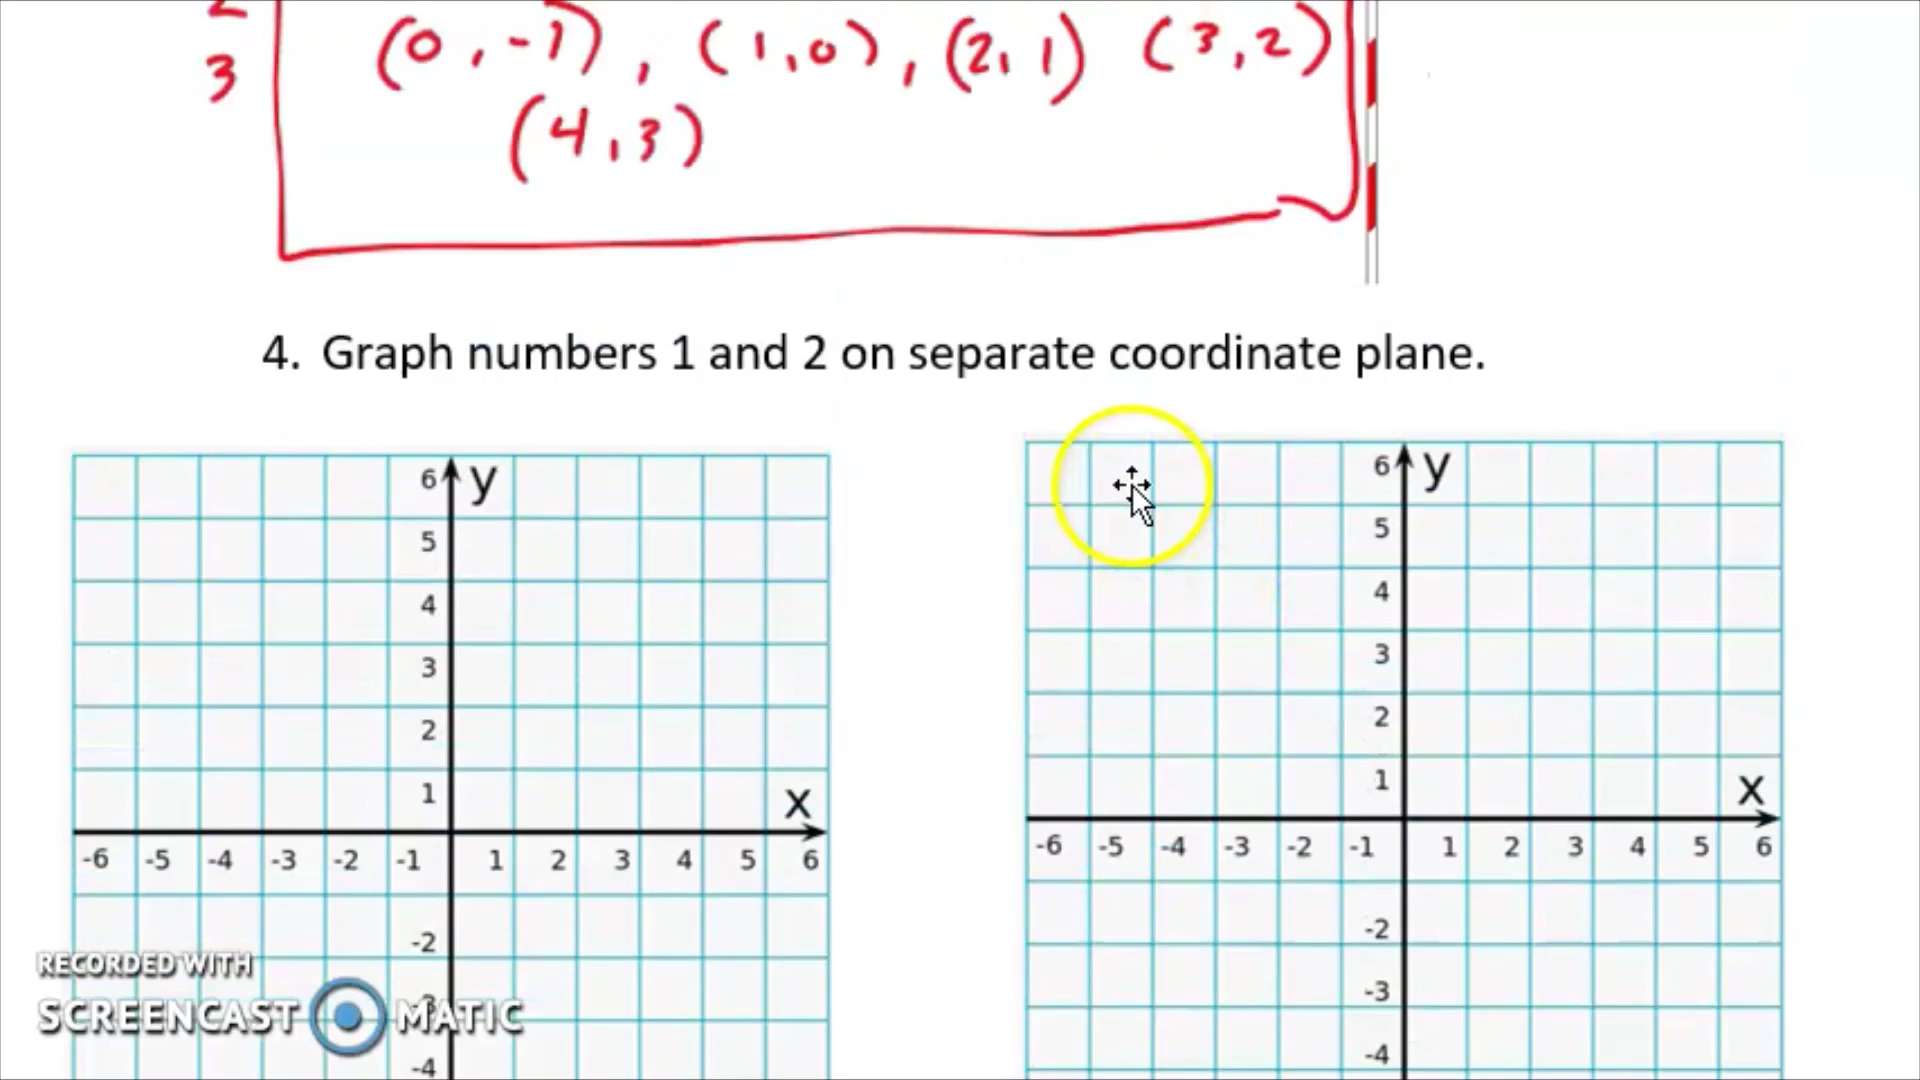 (0,-1), (1,0), (2,1) (3,2)
3
(4,3)
4. Graph numbers 1 and 2 on separate coordinate plane.
6 y
5
4
3
2
1
x
-6 -5 -4 -3 -2 -1 1 2 3 4 5 6
-2
-3
-4
6 y
5
4
3
2
1
x
-6 -5 -4 -3 -2 -1 1 2 3 4 5 6
-2
-3
-4
RECORDED WITH
SCREENCAST MATIC